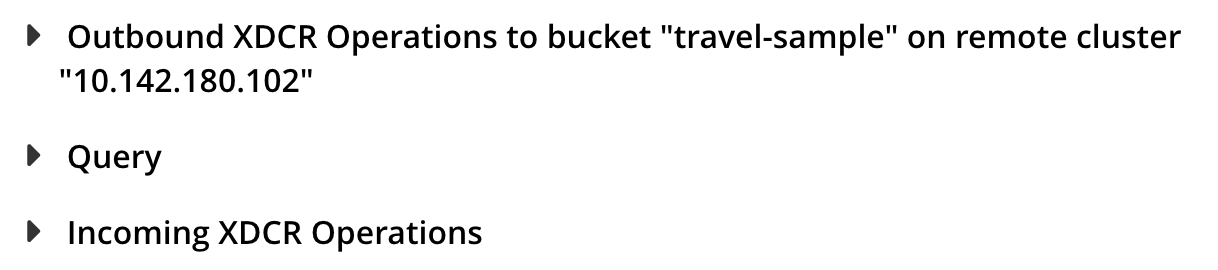 Outbound XDCR Operations to bucket "travel-sample" on remote cluster
"10.142.180.102"
Query
Incoming XDCR Operations